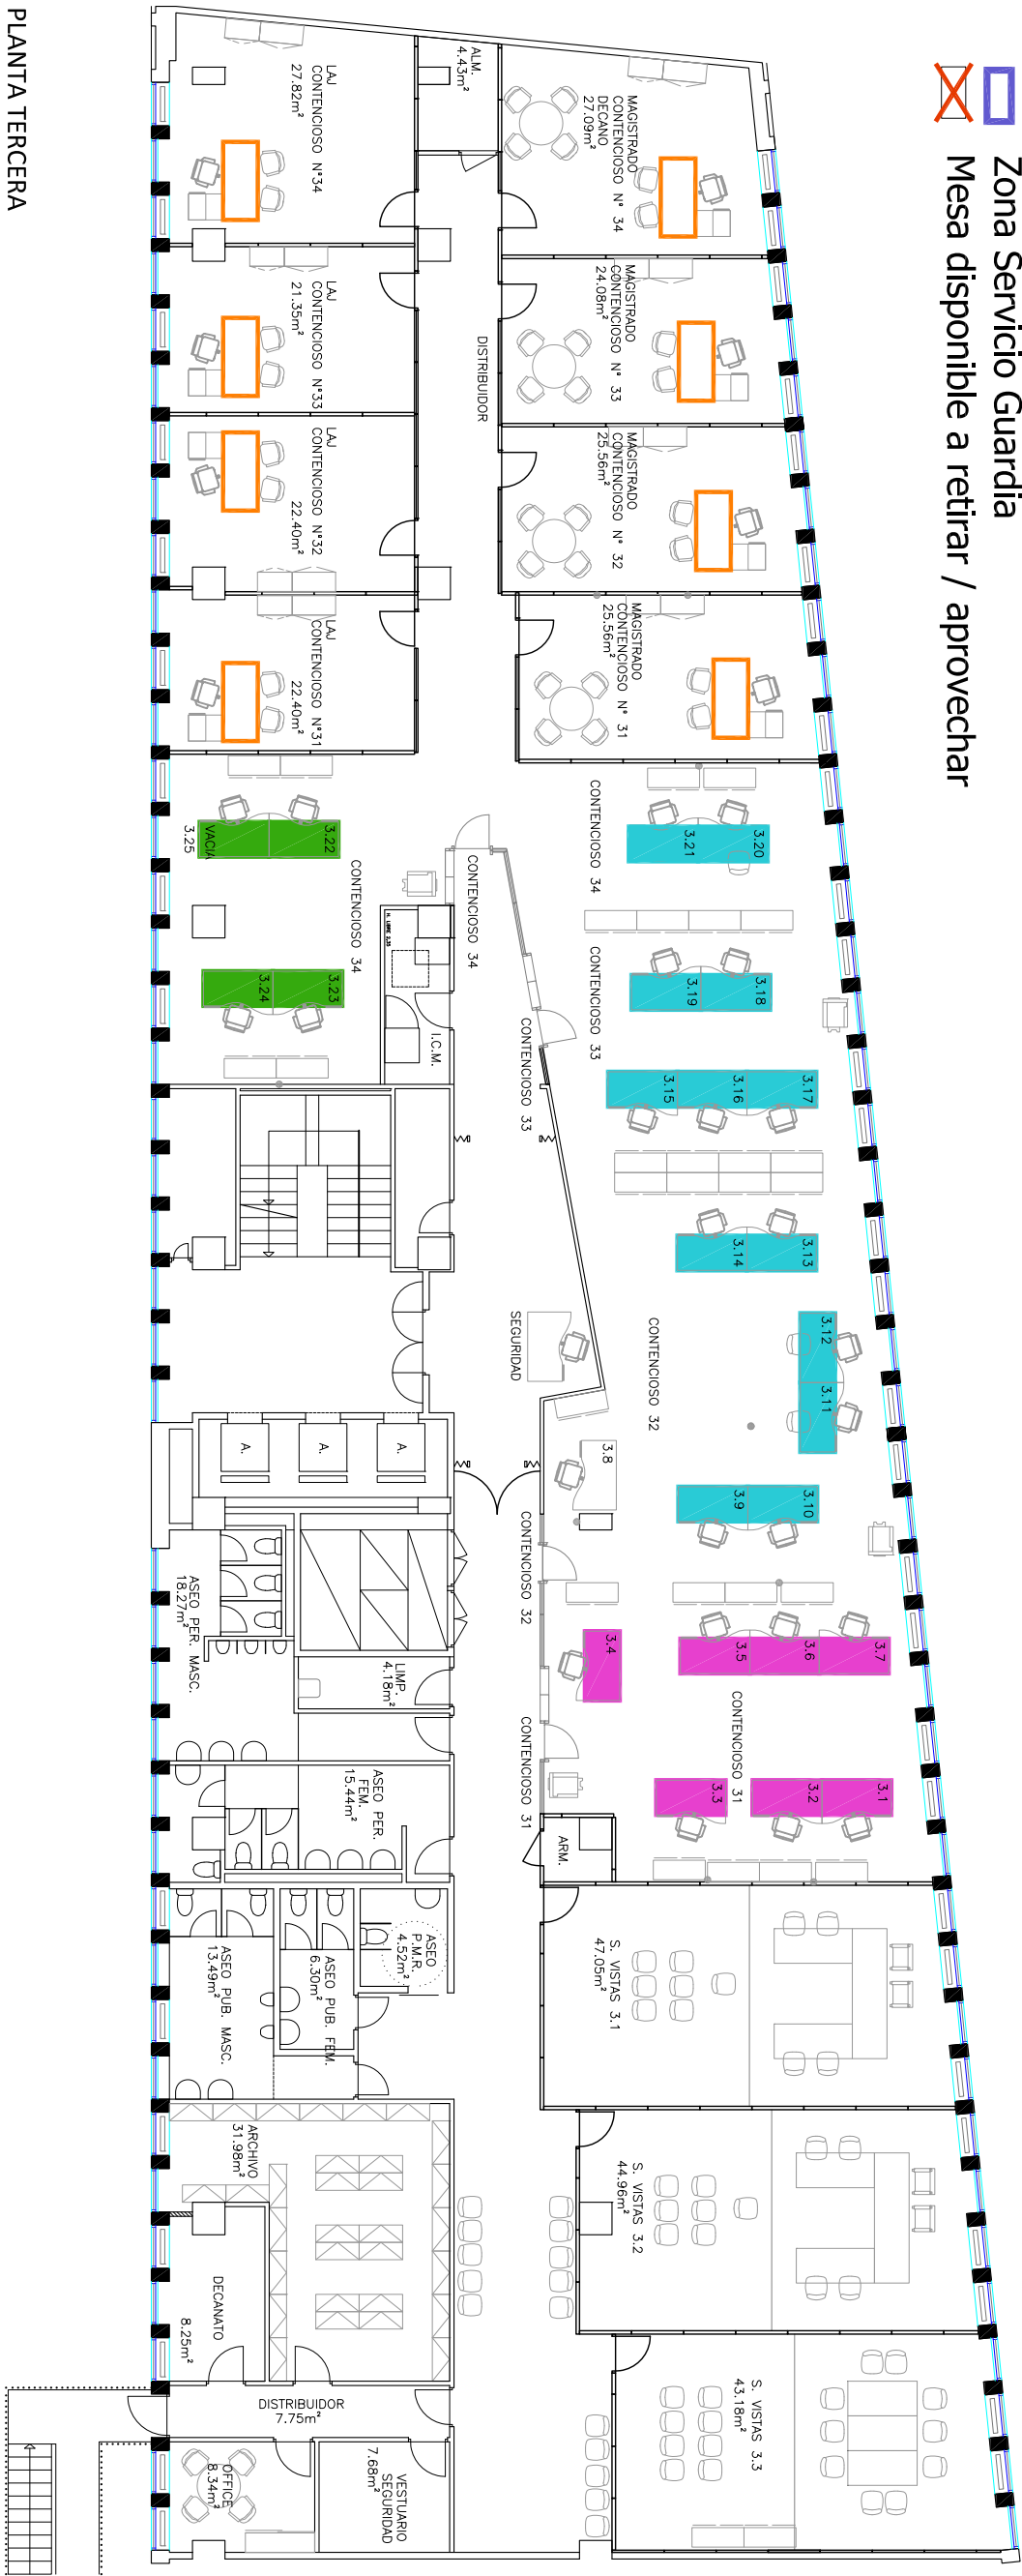 Zona Servicio Guardia
Mesa disponible a retirar / aprovechar
PLANTA TERCERA
LAJ
CONTENCIOSO N°34
27.82m²
ALM.
4.43m²
MAGISTRADO
CONTENCIOSO N° 34
DECANO
27.09m²
LAJ
CONTENCIOSO N°33
21.35m²
DISTRIBUIDOR
MAGISTRADO
CONTENCIOSO N° 33
24.08m²
LAJ
CONTENCIOSO N°32
22.40m²
MAGISTRADO
CONTENCIOSO N° 32
25.56m²
LAJ
CONTENCIOSO N°31
22.40m²
MAGISTRADO
CONTENCIOSO N° 31
25.56m²
3.25
VACIA
3.22
CONTENCIOSO 34
3.24
3.23
CONTENCIOSO 34
H. LIBRE 2,35
I.C.M.
CONTENCIOSO 33
CONTENCIOSO 34
3.21
3.20
CONTENCIOSO 33
3.19
3.18
3.15
3.16
3.17
3.14
3.13
SEGURIDAD
CONTENCIOSO 32
3.12
3.11
3.8
3.9
3.10
A.
A.
A.
CONTENCIOSO 32
ASEO PER. MASC.
18.27m²
LIMP.
4.18m²
3.4
3.5
3.6
3.7
CONTENCIOSO 31
CONTENCIOSO 31
3.3
3.2
3.1
ASEO PER.
FEM.
15.44m²
ARM.
ASEO PUB. MASC.
13.49m²
ASEO PUB. FEM.
6.30m²
ASEO
P.M.R.
4.52m²
S. VISTAS 3.1
47.05m²
ARCHIVO
31.98m²
S. VISTAS 3.2
44.96m²
DECANATO
8.25m²
DISTRIBUIDOR
7.75m²
S. VISTAS 3.3
43.18m²
OFFICE
8.34m²
VESTUARIO
SEGURIDAD
7.68m²